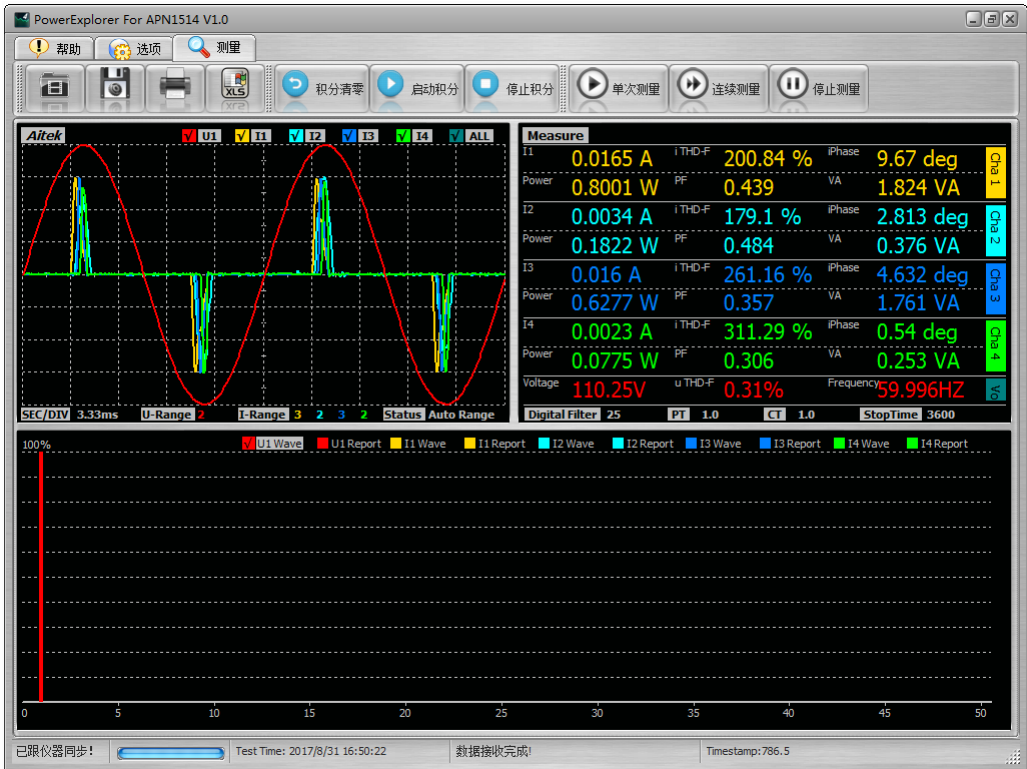 PowerExplorer For APN1514 V1.0
帮助 选项 测量
XLS 积分清零 启动积分 停止积分 单次测量 连续测量 停止测量
Aitek √ U1 √ I1 √ I2 √ I3 √ I4 √ ALL
SEC/DIV 3.33ms U-Range 2 I-Range 3 2 3 2 Status Auto Range
Measure
I1 0.0165 A i THD-F 200.84 % iPhase 9.67 deg
Power 0.8001 W PF 0.439 VA 1.824 VA
Cha 1
I2 0.0034 A i THD-F 179.1 % iPhase 2.813 deg
Power 0.1822 W PF 0.484 VA 0.376 VA
Cha 2
I3 0.016 A i THD-F 261.16 % iPhase 4.632 deg
Power 0.6277 W PF 0.357 VA 1.761 VA
Cha 3
I4 0.0023 A i THD-F 311.29 % iPhase 0.54 deg
Power 0.0775 W PF 0.306 VA 0.253 VA
Cha 4
Voltage 110.25V u THD-F 0.31% Frequency 59.996HZ Vo
Digital Filter 25 PT 1.0 CT 1.0 StopTime 3600
100% √ U1 Wave U1 Report I1 Wave I1 Report I2 Wave I2 Report I3 Wave I3 Report I4 Wave I4 Report
0 5 10 15 20 25 30 35 40 45 50
已跟仪器同步! Test Time: 2017/8/31 16:50:22 数据接收完成! Timestamp:786.5